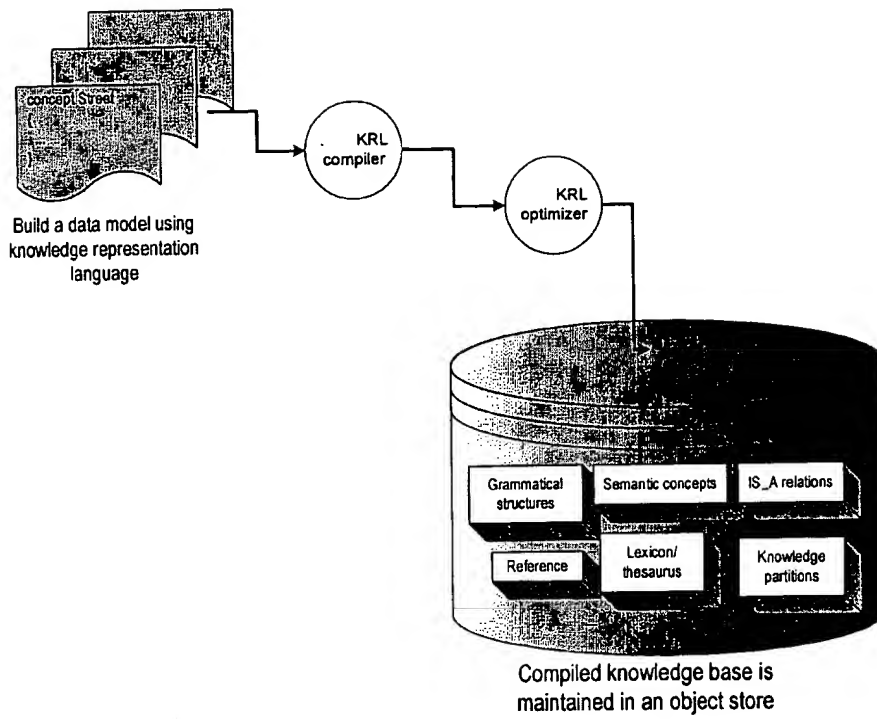 concept Street
{
}
Build a data model using
knowledge representation
language
KRL
compiler
KRL
optimizer
Grammatical
structures
Semantic concepts
IS_A relations
Reference
Lexicon/
thesaurus
Knowledge
partitions
Compiled knowledge base is
maintained in an object store